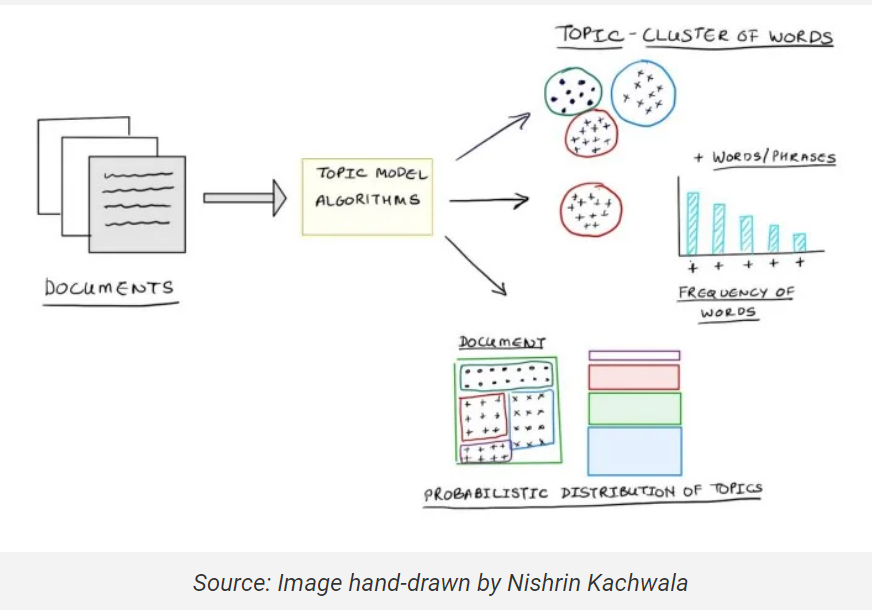 TOPIC - CLUSTER OF WORDS
+ WORDS/PHRASES
TOPIC MODEL
ALGORITHMS
DOCUMENTS
FREQUENCY OF
WORDS
DOCUMENT
PROBABILISTIC DISTRIBUTION OF TOPICS
Source: Image hand-drawn by Nishrin Kachwala